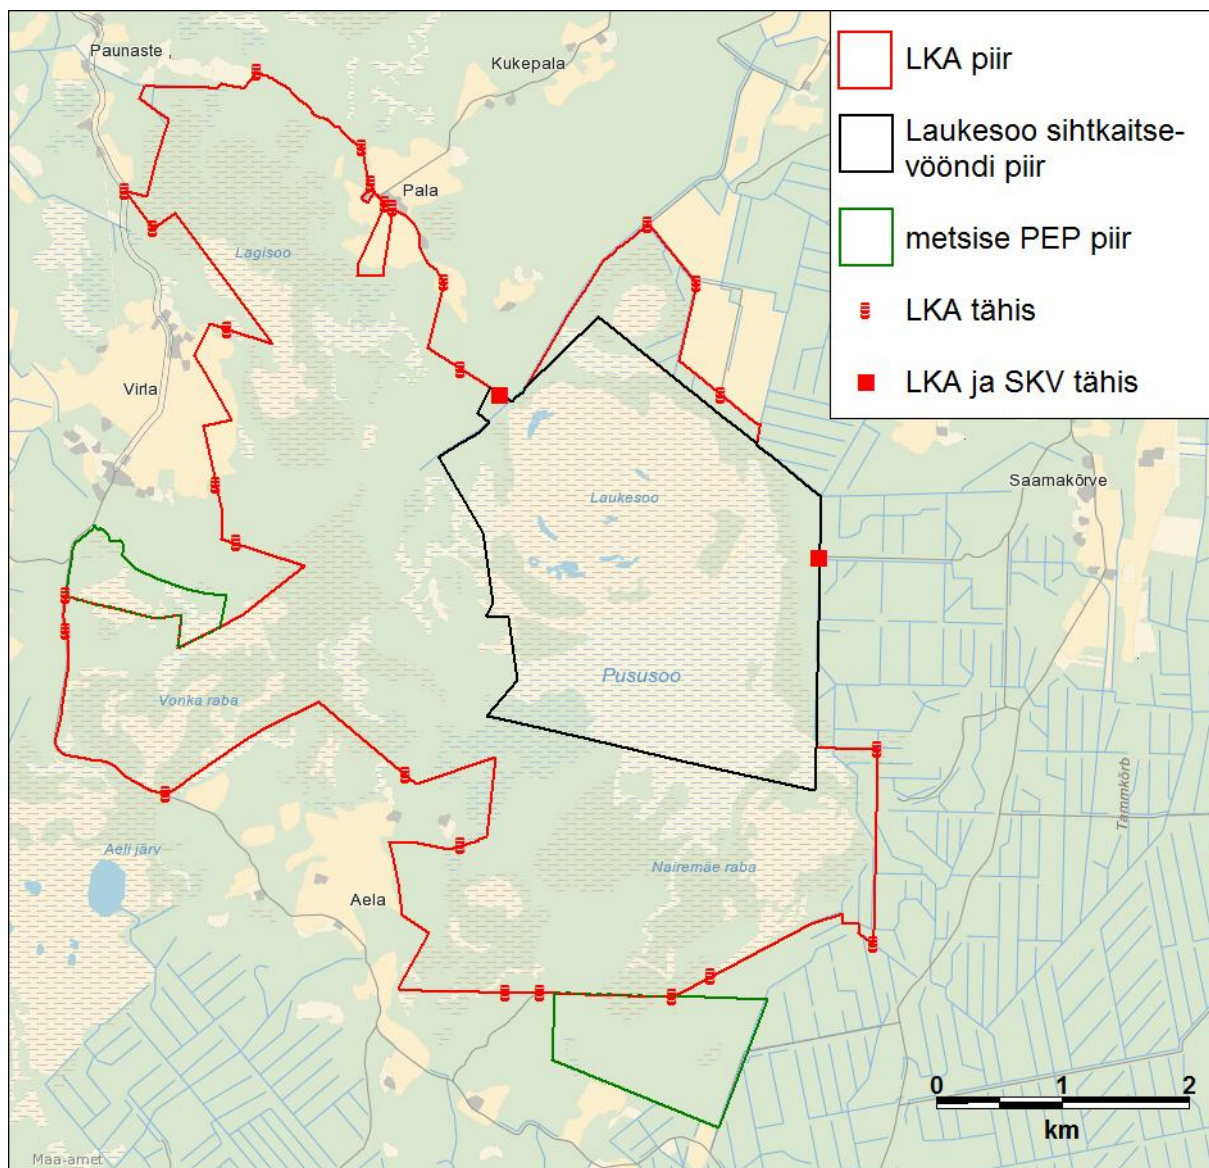 Paunaste
Kukepala
LKA piir
Laukesoo sihtkaitse-
vööndi piir
metsise PEP piir
LKA tähis
LKA ja SKV tähis
Pala
Lagisoo
Virla
Saamakõrve
Laukesoo
Pususoo
Vonka raba
Tammkõrb
Aeli järv
Nairemäe raba
Aela
0 1 2
km
Maa-amet